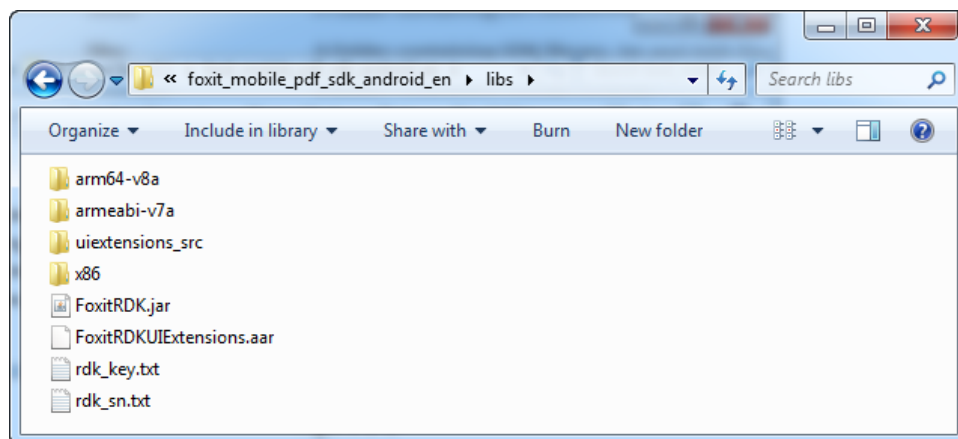 « foxit_mobile_pdf_sdk_android_en ▸ libs ▸ Search libs
Organize Include in library Share with Burn New folder
arm64-v8a
armeabi-v7a
uiextensions_src
x86
FoxitRDK.jar
FoxitRDKUIExtensions.aar
rdk_key.txt
rdk_sn.txt